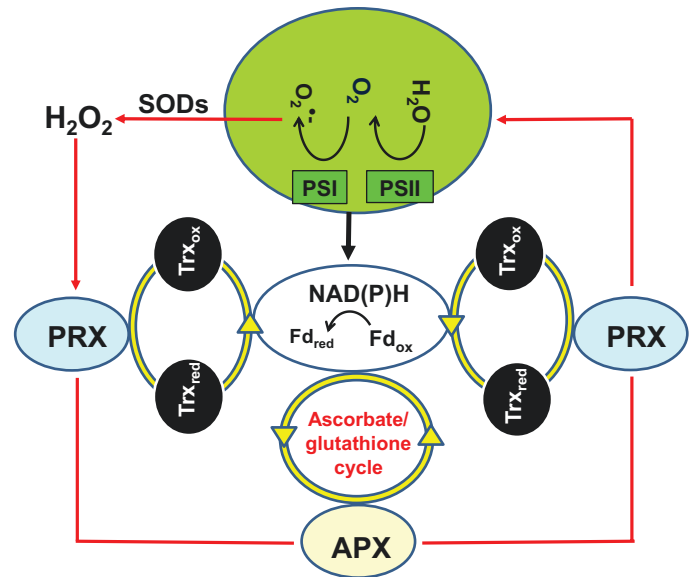 O₂•-
O₂
H₂O
SODs
H₂O₂
PSI
PSII
Trxox
Trxox
NAD(P)H
Fdred
Fdox
PRX
PRX
Trxred
Trxred
Ascorbate/
glutathione
cycle
APX